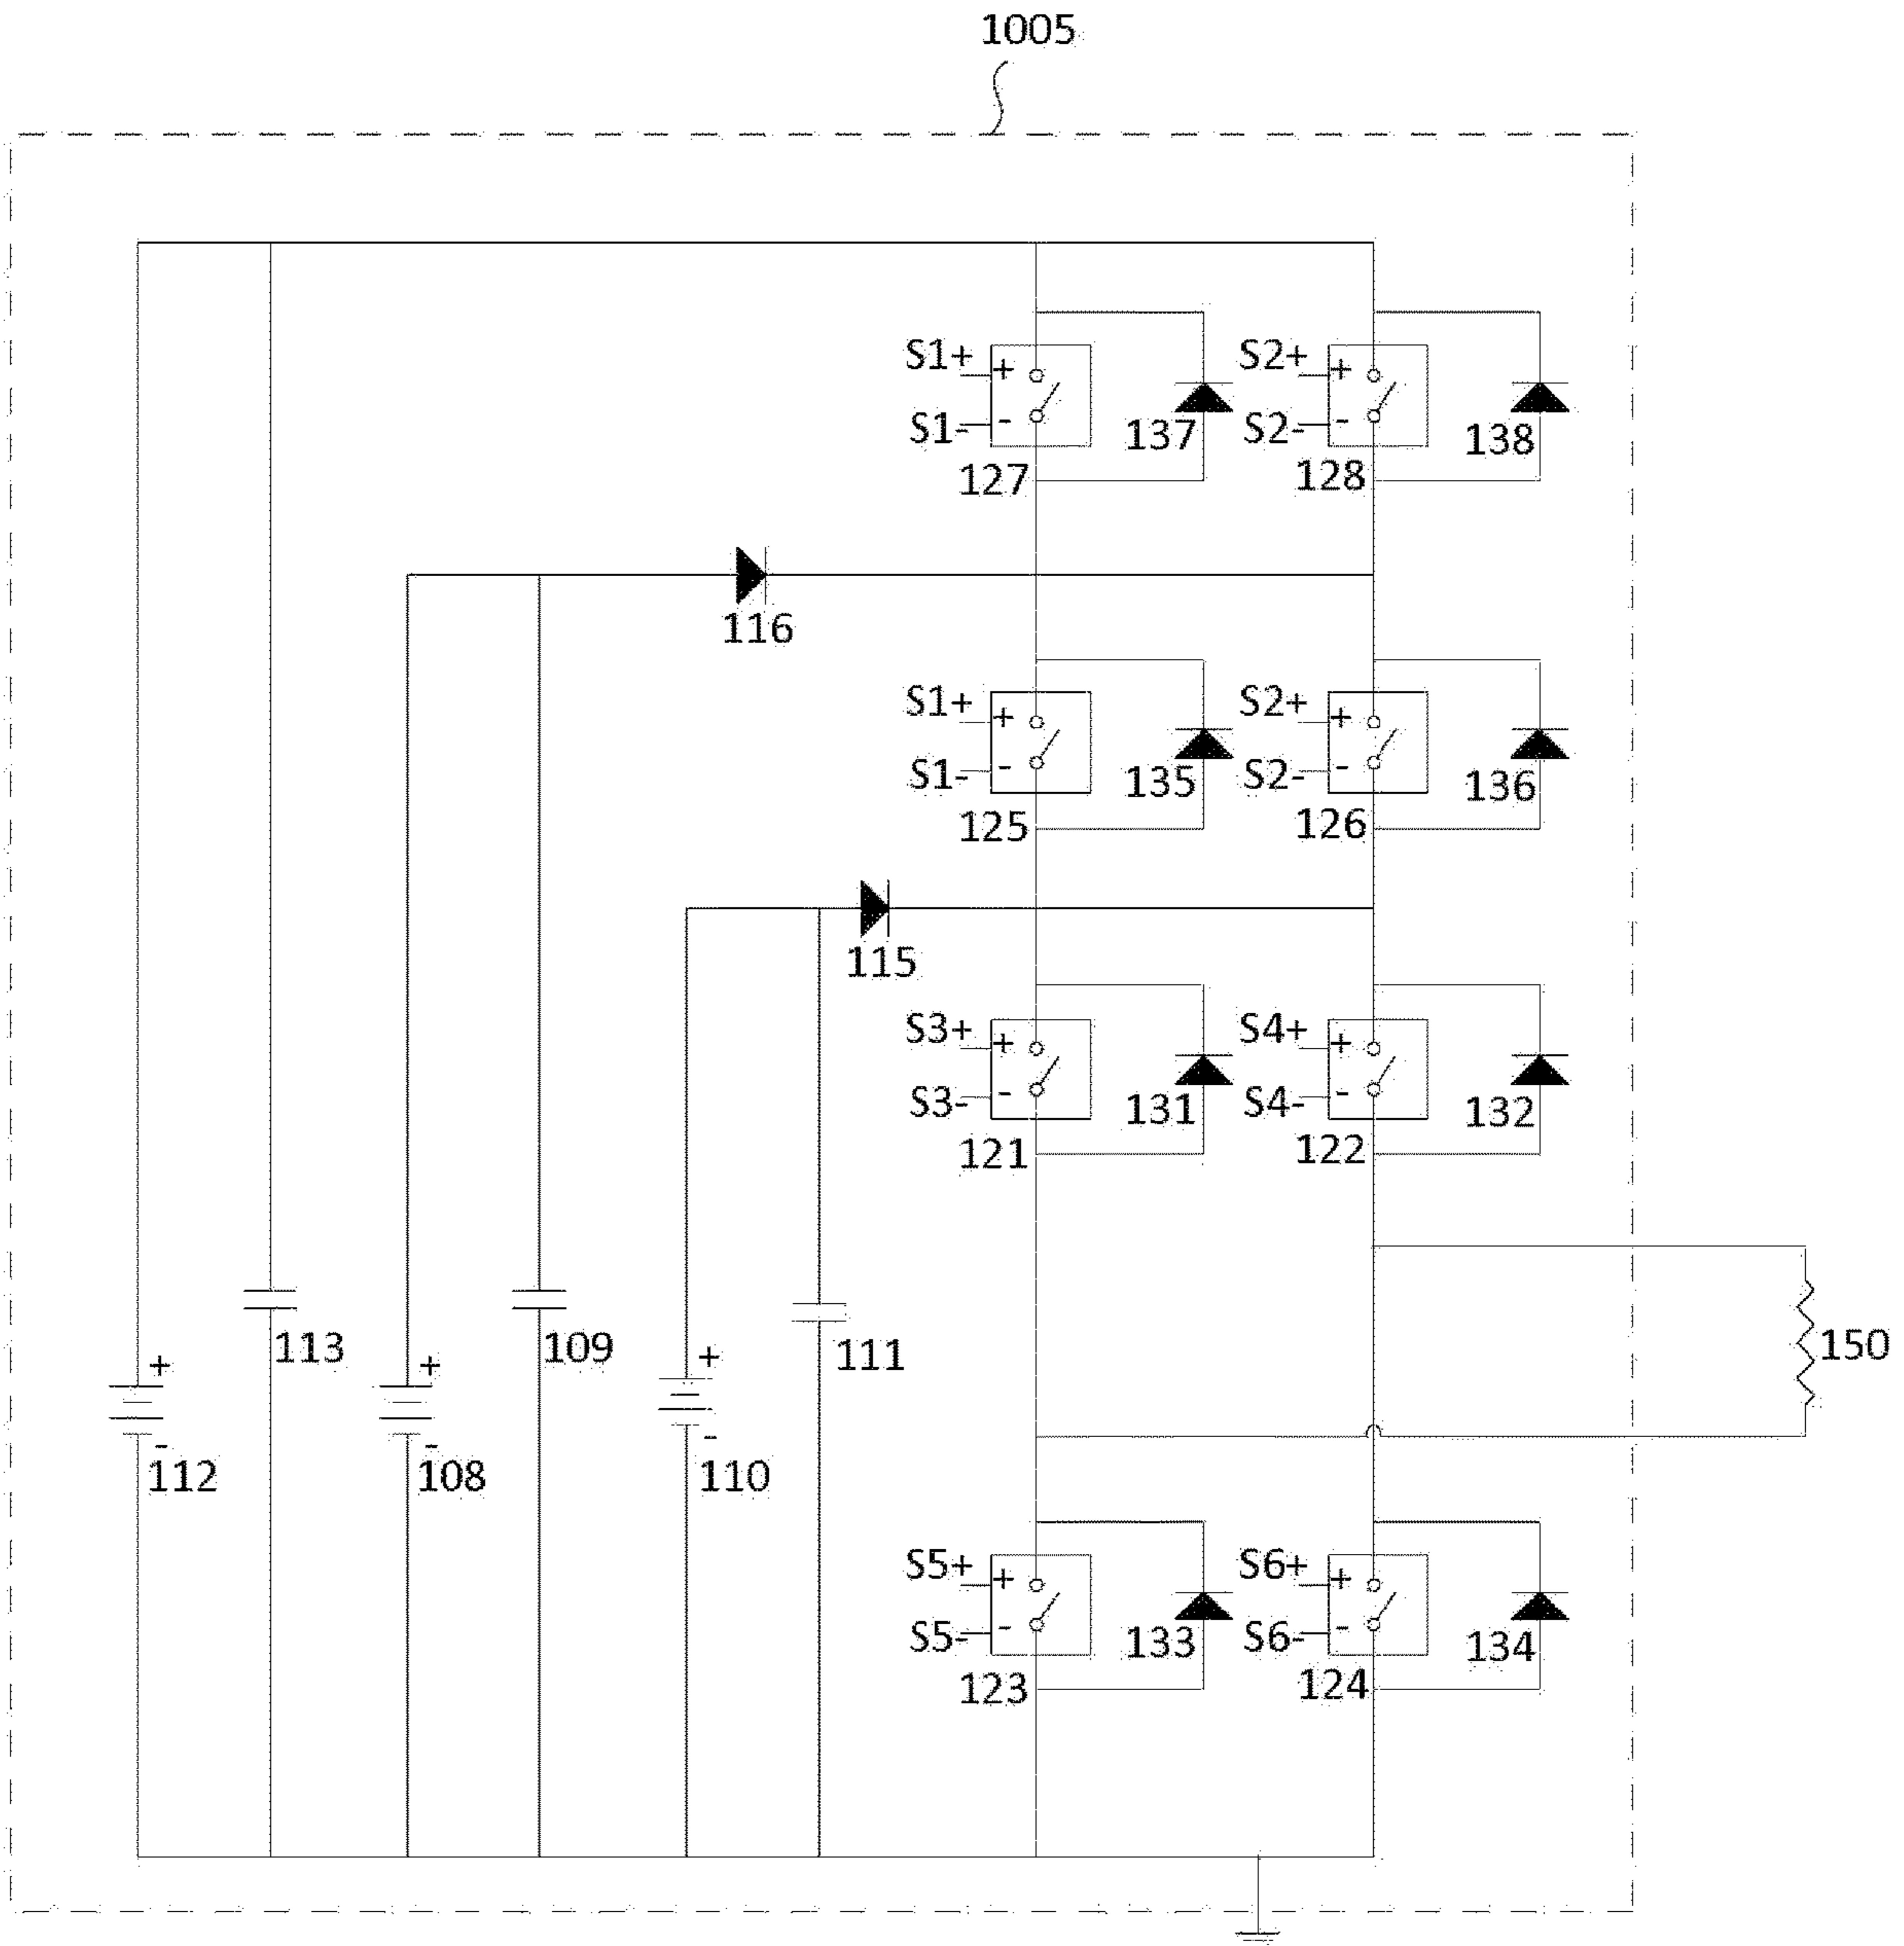 1005
S1+ + S2+ +
S1- - 137 S2- - 138
127 128
116
S1+ + S2+ +
S1- - 135 S2- - 136
125 126
115
S3+ + S4+ +
S3- - 131 S4- - 132
121 122
113 109 111 150
+ + +
- - -
112 108 110
S5+ + S6+ +
S5- - 133 S6- - 134
123 124